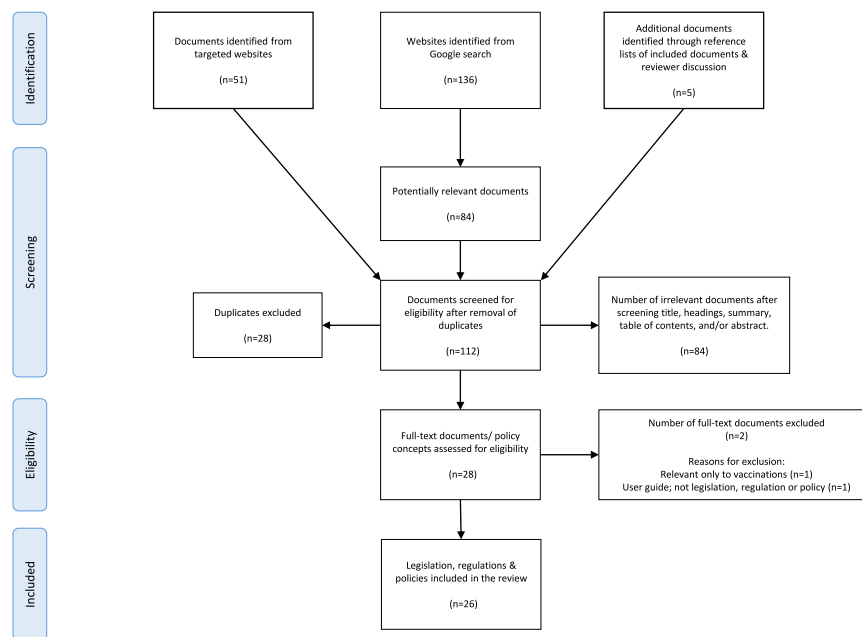 Identification
Documents identified from
targeted websites
(n=51)
Websites identified from
Google search
(n=136)
Additional documents
identified through reference
lists of included documents &
reviewer discussion
(n=5)
Screening
Potentially relevant documents
(n=84)
Duplicates excluded
(n=28)
Documents screened for
eligibility after removal of
duplicates
(n=112)
Number of irrelevant documents after
screening title, headings, summary,
table of contents, and/or abstract.
(n=84)
Eligibility
Full-text documents/ policy
concepts assessed for eligibility
(n=28)
Number of full-text documents excluded
(n=2)
Reasons for exclusion:
Relevant only to vaccinations (n=1)
User guide; not legislation, regulation or policy (n=1)
Included
Legislation, regulations &
policies included in the review
(n=26)